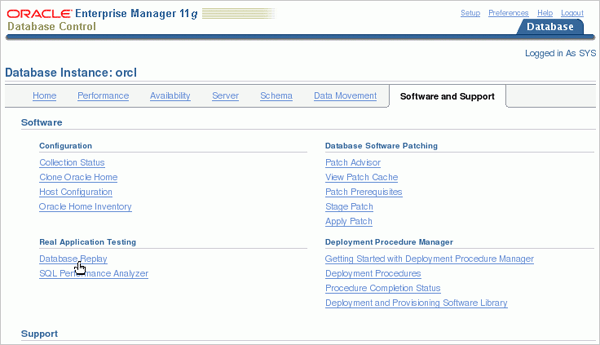 ORACLE Enterprise Manager 11g
Database Control
Setup Preferences Help Logout
Database
Logged in As SYS
Database Instance: orcl
Home Performance Availability Server Schema Data Movement Software and Support
Software
Configuration
Collection Status
Clone Oracle Home
Host Configuration
Oracle Home Inventory
Database Software Patching
Patch Advisor
View Patch Cache
Patch Prerequisites
Stage Patch
Apply Patch
Real Application Testing
Database Replay
SQL Performance Analyzer
Deployment Procedure Manager
Getting Started with Deployment Procedure Manager
Deployment Procedures
Procedure Completion Status
Deployment and Provisioning Software Library
Support